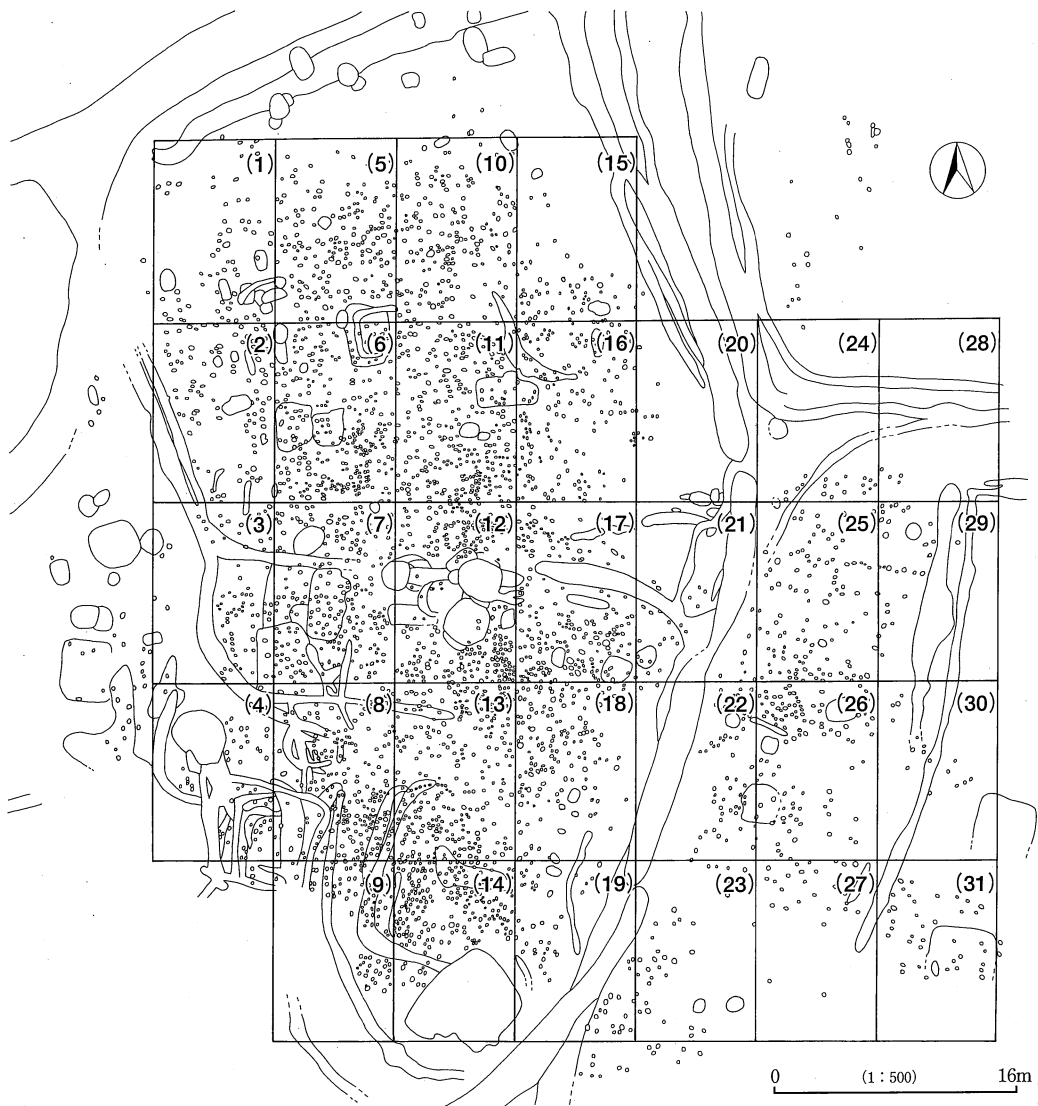 (1) (5) (10) (15)
(2) (6) (11) (16) (20) (24) (28)
(3) (7) (12) (17) (21) (25) (29)
(4) (8) (13) (18) (22) (26) (30)
(9) (14) (19) (23) (27) (31)
0 (1：500) 16m